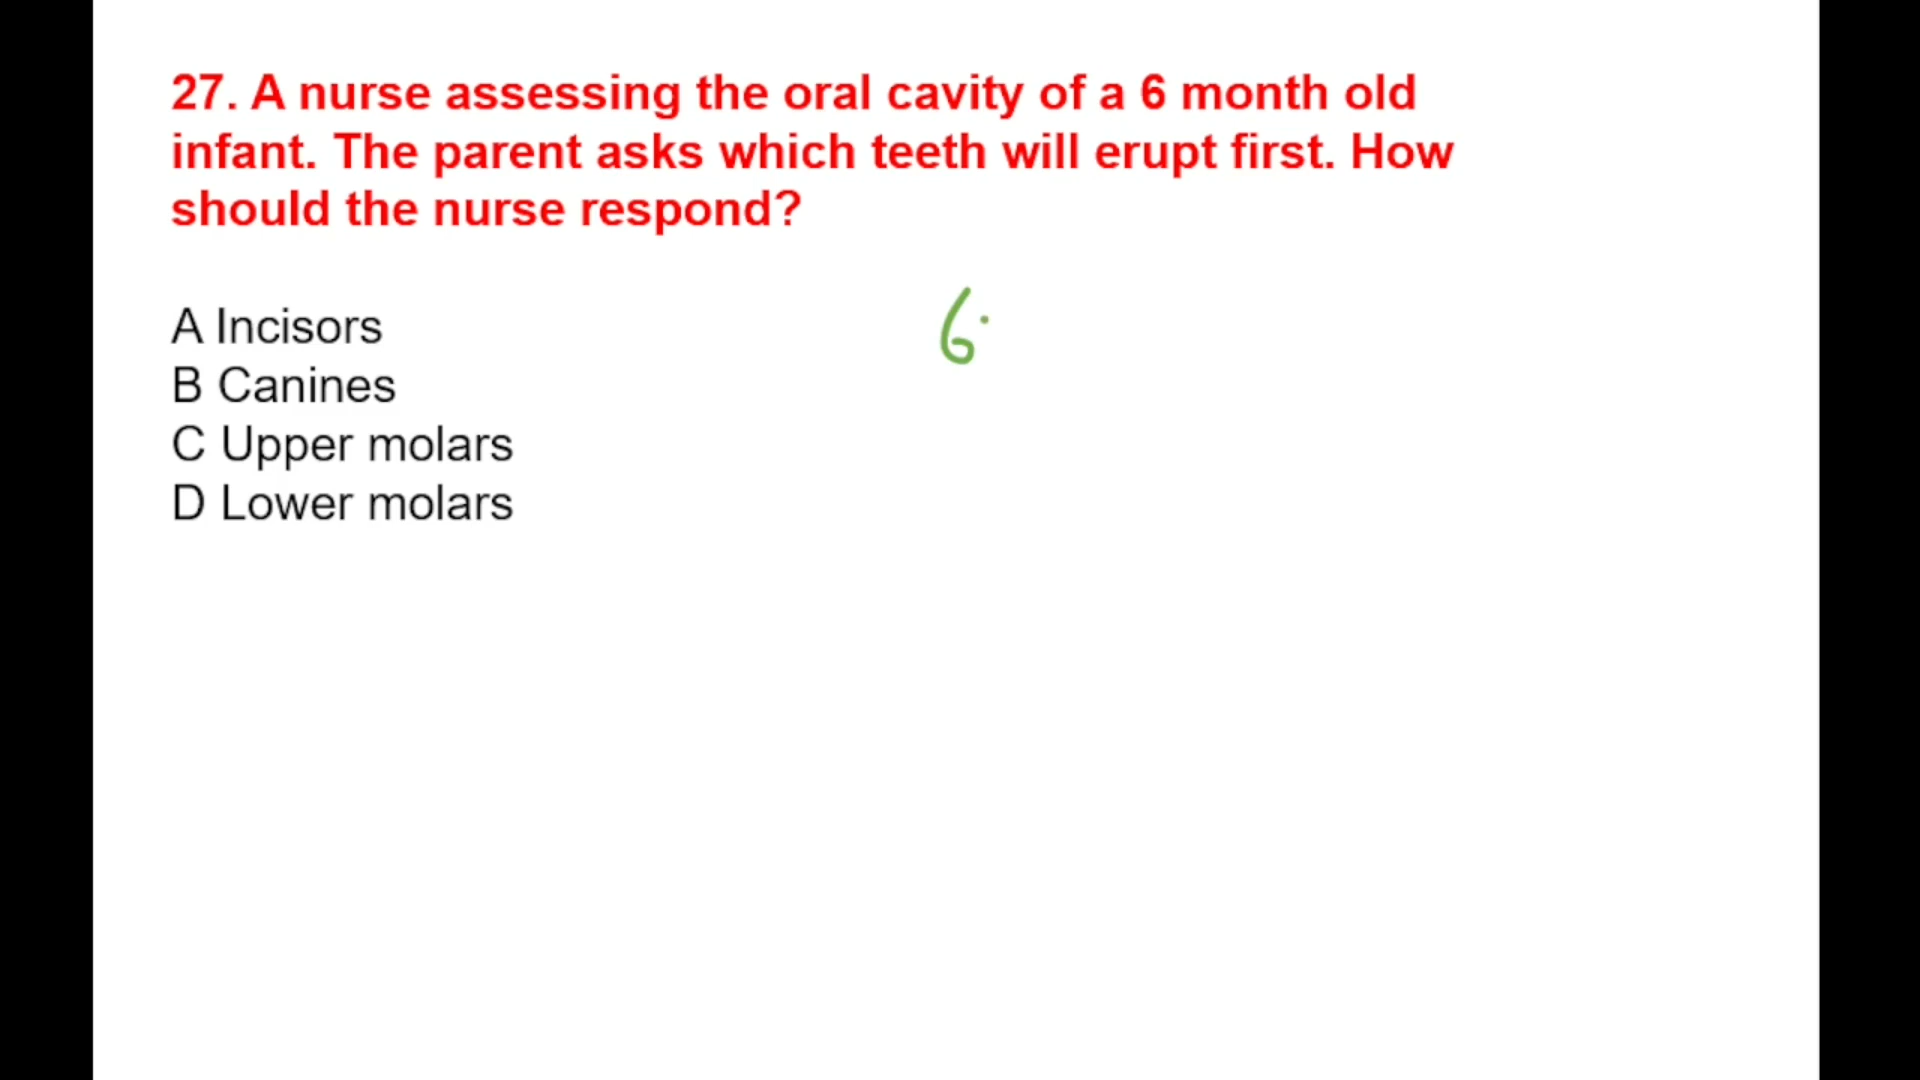 27. A nurse assessing the oral cavity of a 6 month old
infant. The parent asks which teeth will erupt first. How
should the nurse respond?
A Incisors
B Canines
C Upper molars
D Lower molars
6.